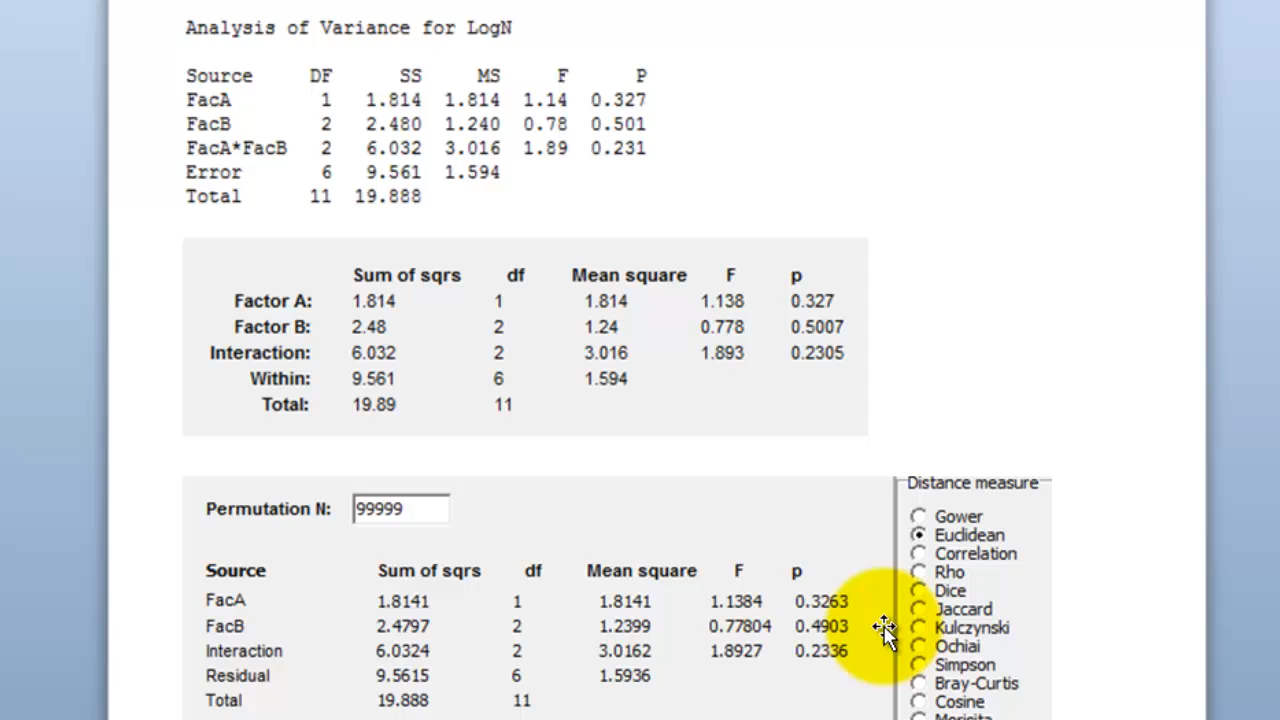 Analysis of Variance for LogN
Source DF SS MS F P
FacA 1 1.814 1.814 1.14 0.327
FacB 2 2.480 1.240 0.78 0.501
FacA*FacB 2 6.032 3.016 1.89 0.231
Error 6 9.561 1.594
Total 11 19.888
Sum of sqrs df Mean square F p
Factor A: 1.814 1 1.814 1.138 0.327
Factor B: 2.48 2 1.24 0.778 0.5007
Interaction: 6.032 2 3.016 1.893 0.2305
Within: 9.561 6 1.594
Total: 19.89 11
Permutation N: 99999
Source Sum of sqrs df Mean square F p
FacA 1.8141 1 1.8141 1.1384 0.3263
FacB 2.4797 2 1.2399 0.77804 0.4903
Interaction 6.0324 2 3.0162 1.8927 0.2336
Residual 9.5615 6 1.5936
Total 19.888 11
Distance measure
Gower
Euclidean
Correlation
Rho
Dice
Jaccard
Kulczynski
Ochiai
Simpson
Bray-Curtis
Cosine